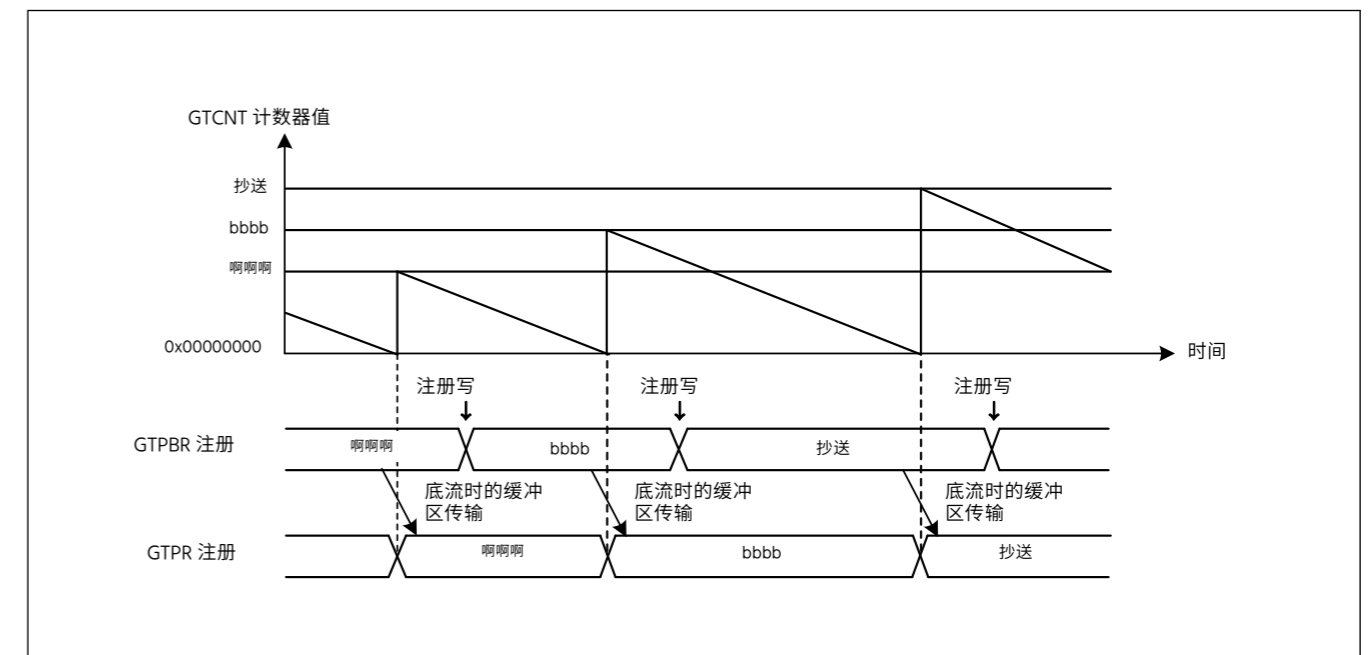 GTCNT 计数器值
抄送
bbbb
啊啊啊
0x00000000
时间
注册写
注册写
注册写
GTPBR 注册
啊啊啊
bbbb
抄送
底流时的缓冲
区传输
底流时的缓冲
区传输
底流时的缓冲
区传输
GTPR 注册
啊啊啊
bbbb
抄送